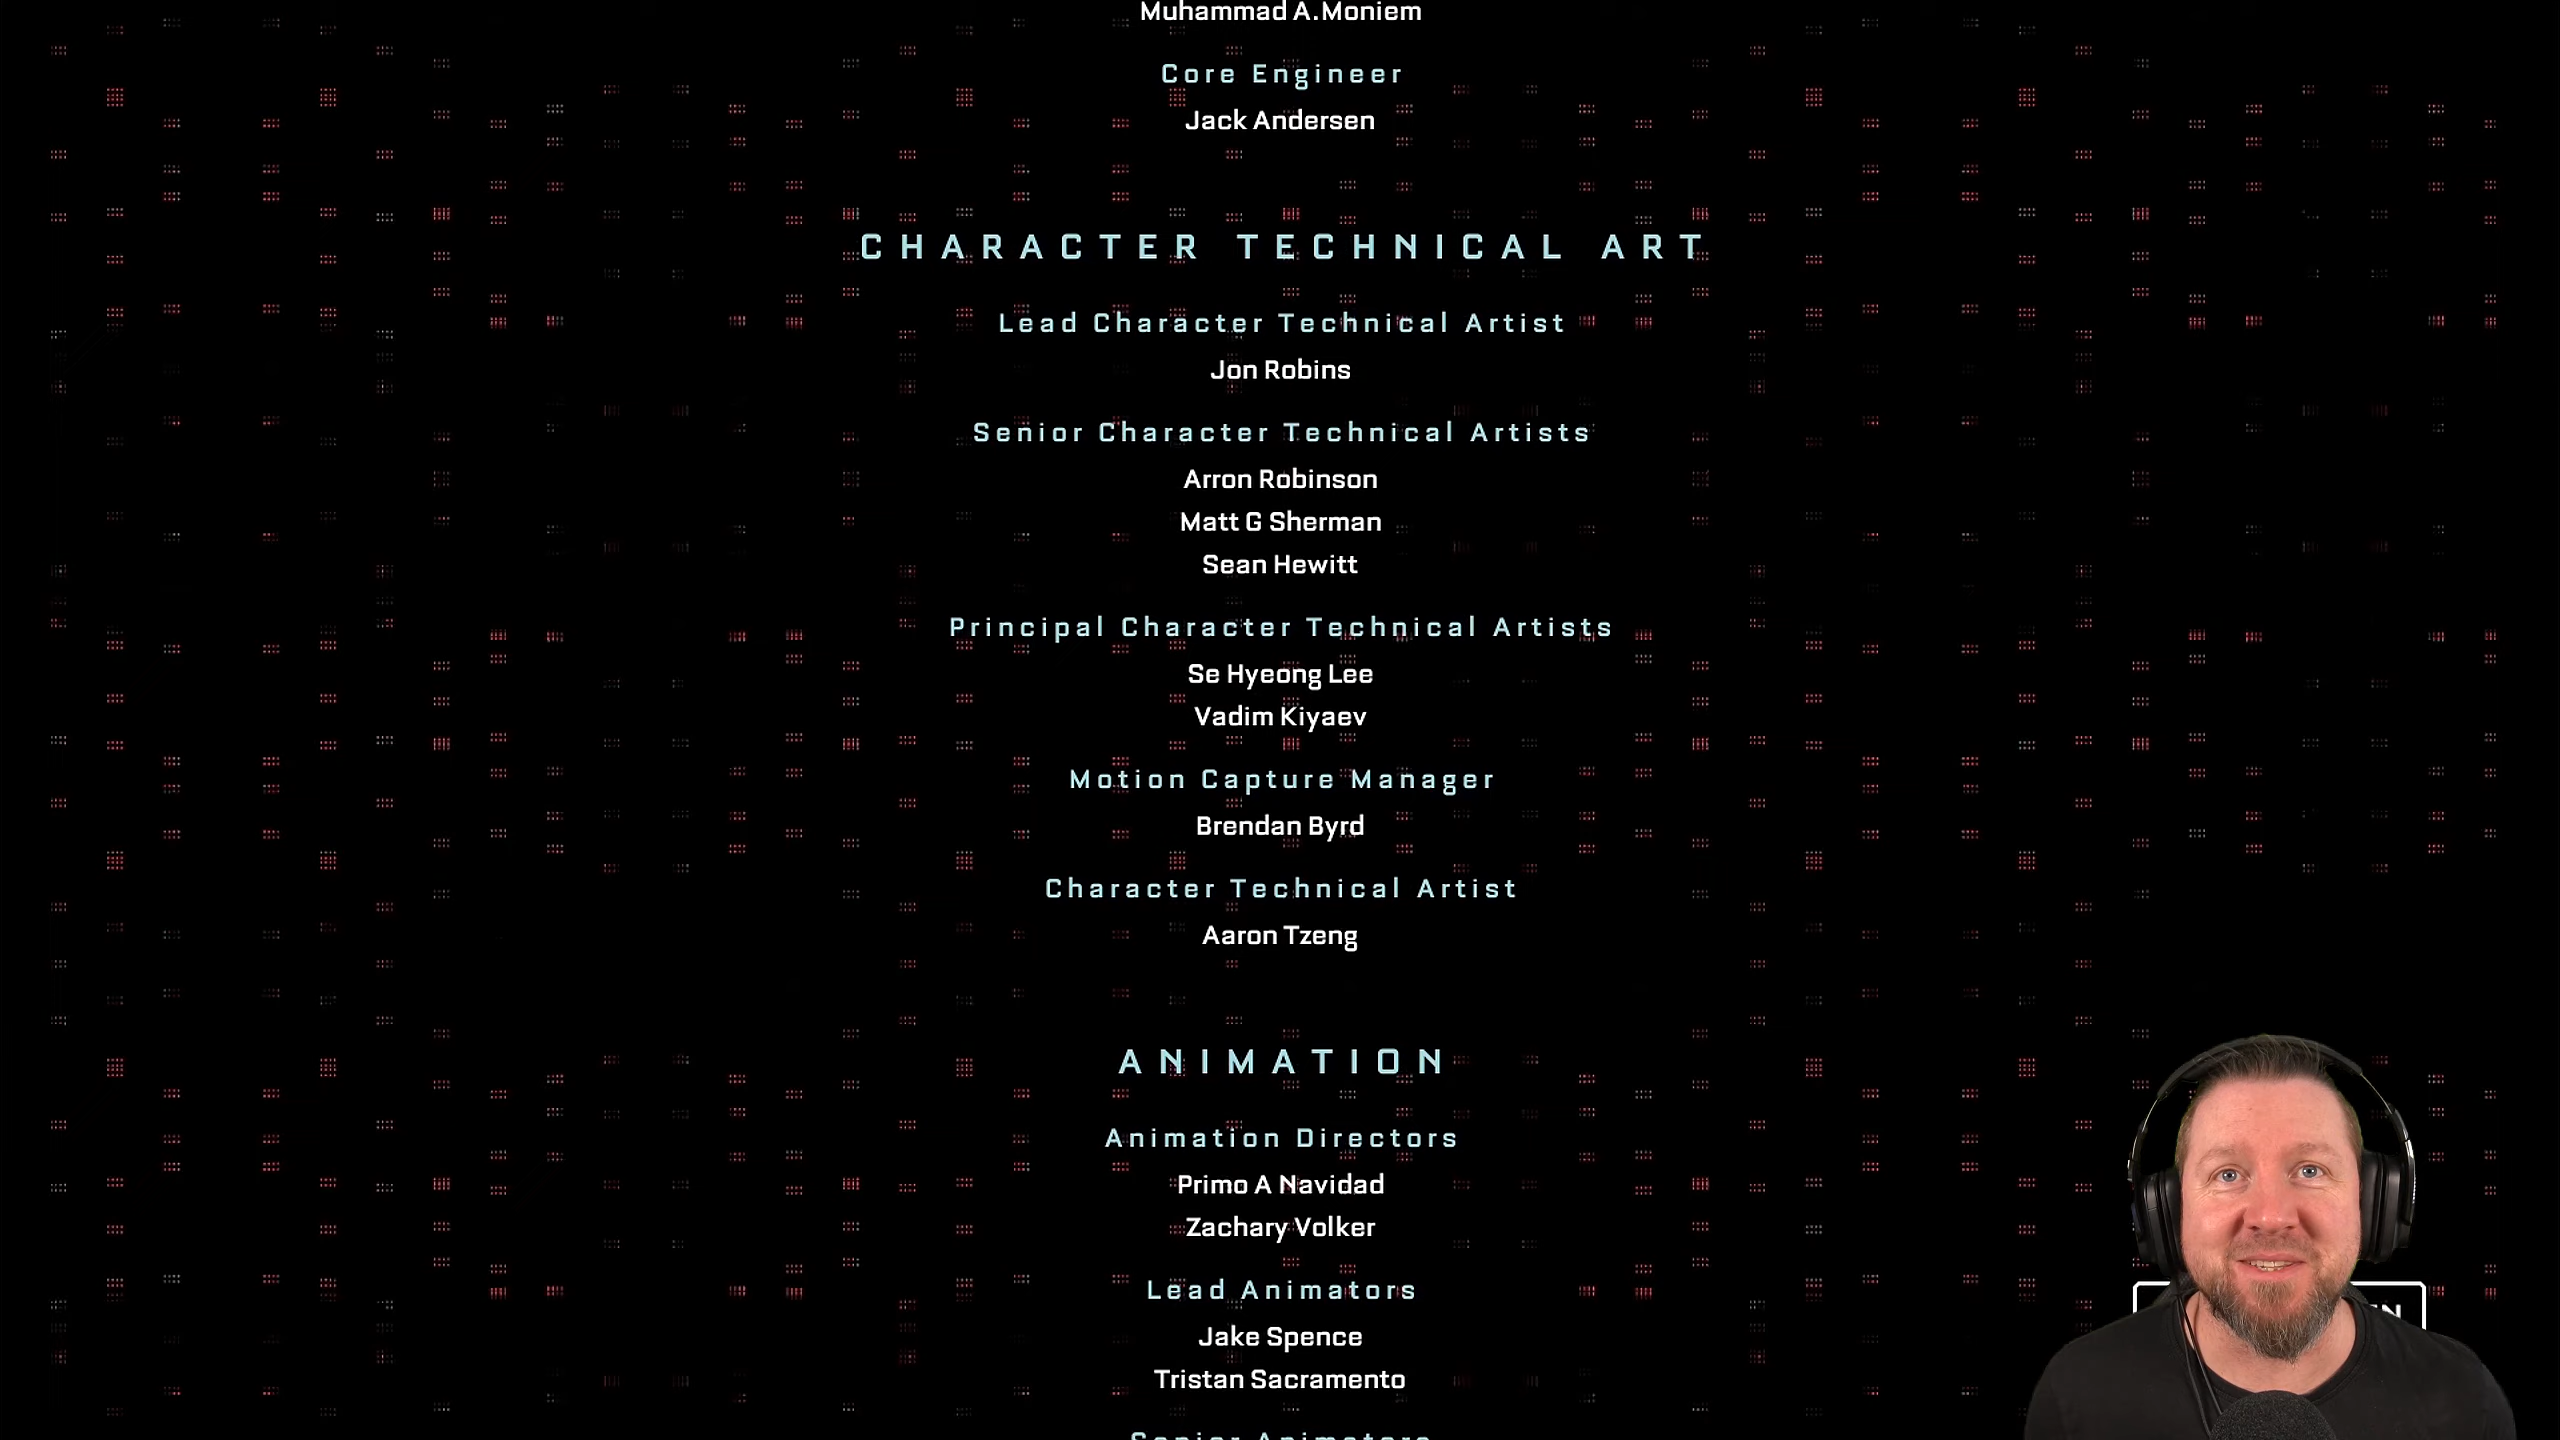 Muhammad A.Moniem
Core Engineer
Jack Andersen
CHARACTER TECHNICAL ART
Lead Character Technical Artist
Jon Robins
Senior Character Technical Artists
Arron Robinson
Matt G Sherman
Sean Hewitt
Principal Character Technical Artists
Se Hyeong Lee
Vadim Kiyaev
Motion Capture Manager
Brendan Byrd
Character Technical Artist
Aaron Tzeng
ANIMATION
Animation Directors
Primo A Navidad
Zachary Volker
Lead Animators
Jake Spence
Tristan Sacramento
Senior Animators